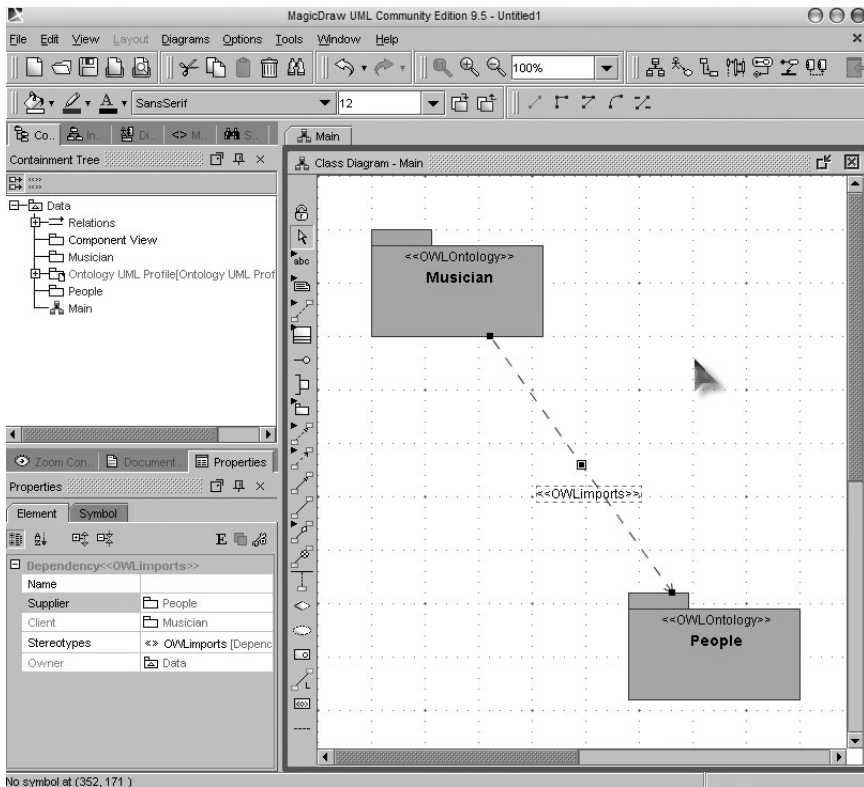 MagicDraw UML Community Edition 9.5 - Untitled1
File Edit View Layout Diagrams Options Tools Window Help
100%
SansSerif 12
Co.. In.. Di.. <> M.. S..
Main
Containment Tree
Class Diagram - Main
Data
Relations
Component View
Musician
Ontology UML Profile[Ontology UML Prof
People
Main
abc
<<OWLOntology>>
Musician
<<OWLimports>>
<<OWLOntology>>
People
Zoom Con.. Document.. Properties
Properties
Element Symbol
E
Dependency<<OWLimports>>
Name
Supplier People
Client Musician
Stereotypes <> OWLimports [Depenc
Owner Data
No symbol at (352, 171 )